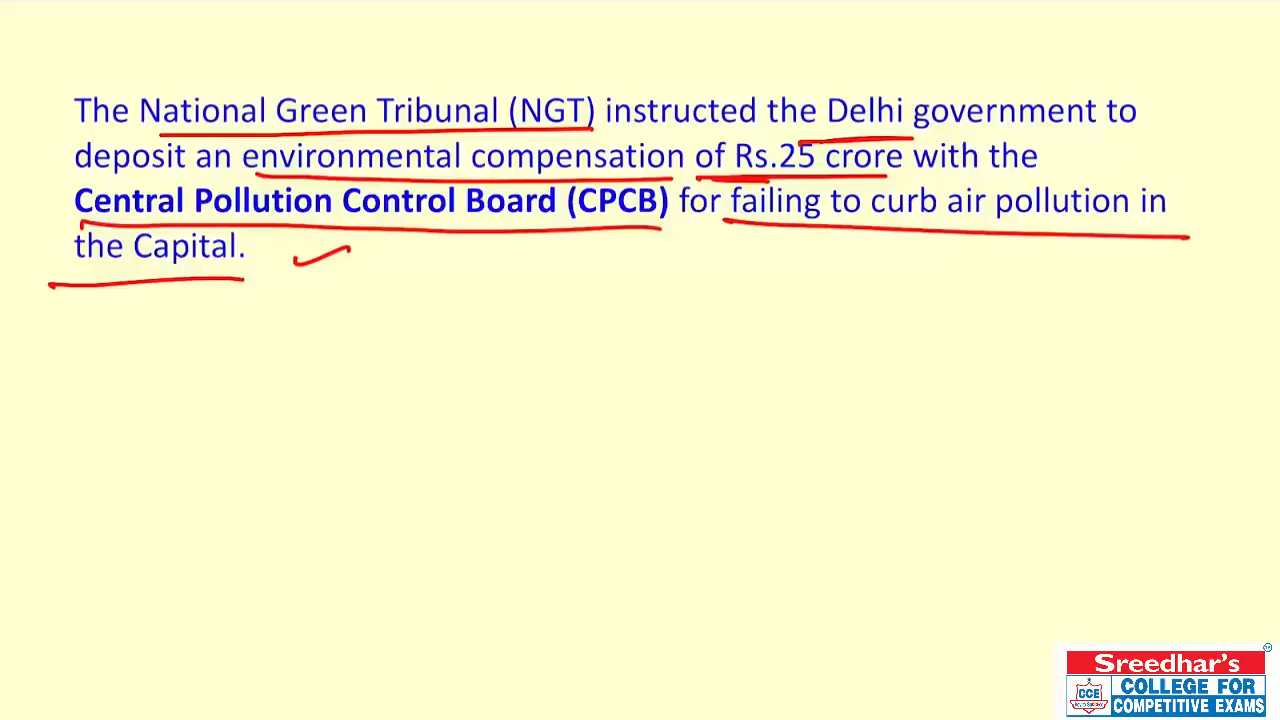 The National Green Tribunal (NGT) instructed the Delhi government to
deposit an environmental compensation of Rs.25 crore with the
Central Pollution Control Board (CPCB) for failing to curb air pollution in
the Capital.
Sreedhar's
CCE
COLLEGE FOR
COMPETITIVE EXAMS